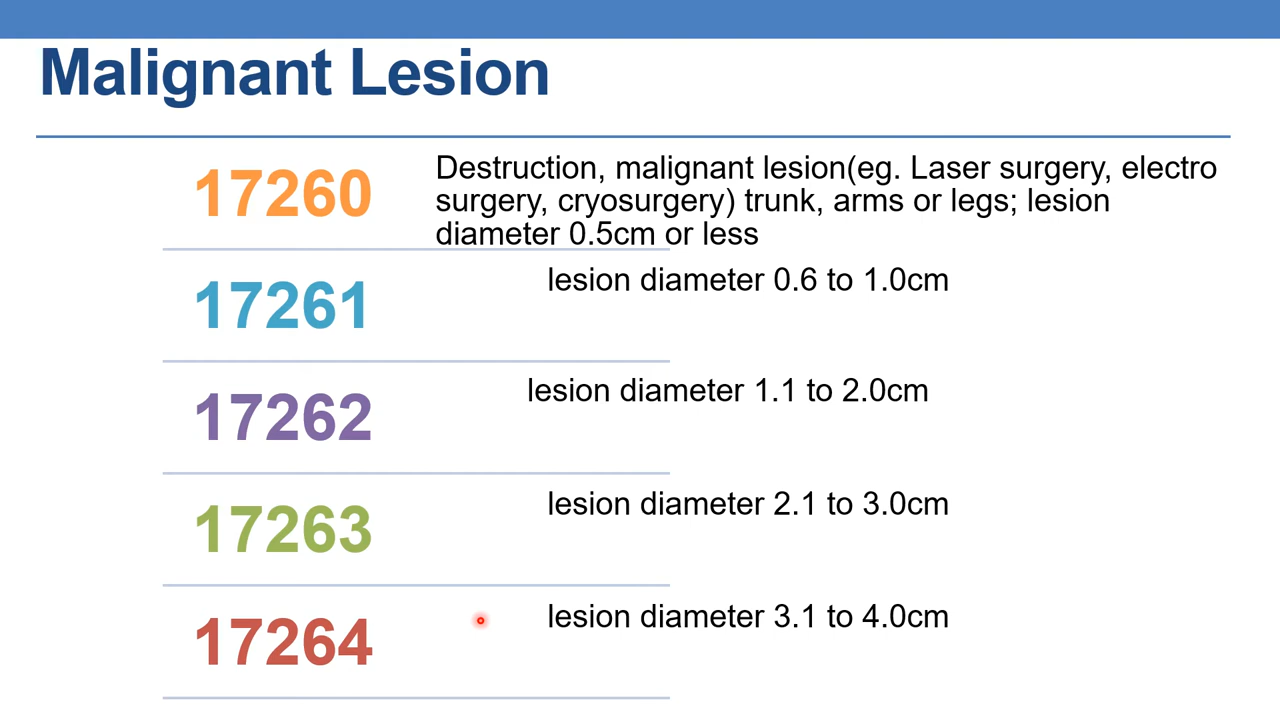 Malignant Lesion
17260
Destruction, malignant lesion(eg. Laser surgery, electro
surgery, cryosurgery) trunk, arms or legs; lesion
diameter 0.5cm or less
17261
lesion diameter 0.6 to 1.0cm
17262
lesion diameter 1.1 to 2.0cm
17263
lesion diameter 2.1 to 3.0cm
17264
lesion diameter 3.1 to 4.0cm